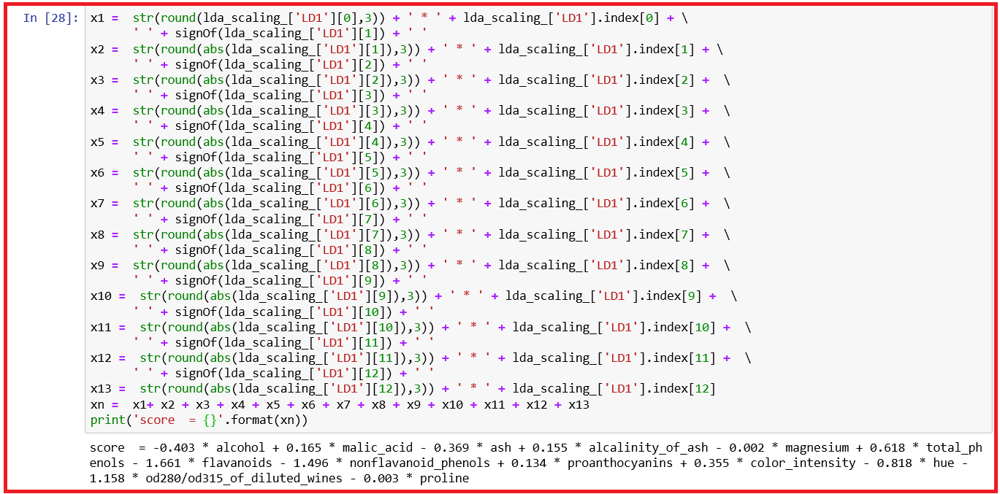 In [28]: x1 =  str(round(lda_scaling_['LD1'][0],3)) + ' * ' + lda_scaling_['LD1'].index[0] + \
' ' + signOf(lda_scaling_['LD1'][1]) + ' '
x2 =  str(round(abs(lda_scaling_['LD1'][1]),3)) + ' * ' + lda_scaling_['LD1'].index[1] + \
' ' + signOf(lda_scaling_['LD1'][2]) + ' '
x3 =  str(round(abs(lda_scaling_['LD1'][2]),3)) + ' * ' + lda_scaling_['LD1'].index[2] +  \
' ' + signOf(lda_scaling_['LD1'][3]) + ' '
x4 =  str(round(abs(lda_scaling_['LD1'][3]),3)) + ' * ' + lda_scaling_['LD1'].index[3] +  \
' ' + signOf(lda_scaling_['LD1'][4]) + ' '
x5 =  str(round(abs(lda_scaling_['LD1'][4]),3)) + ' * ' + lda_scaling_['LD1'].index[4] +  \
' ' + signOf(lda_scaling_['LD1'][5]) + ' '
x6 =  str(round(abs(lda_scaling_['LD1'][5]),3)) + ' * ' + lda_scaling_['LD1'].index[5] +  \
' ' + signOf(lda_scaling_['LD1'][6]) + ' '
x7 =  str(round(abs(lda_scaling_['LD1'][6]),3)) + ' * ' + lda_scaling_['LD1'].index[6] +  \
' ' + signOf(lda_scaling_['LD1'][7]) + ' '
x8 =  str(round(abs(lda_scaling_['LD1'][7]),3)) + ' * ' + lda_scaling_['LD1'].index[7] +  \
' ' + signOf(lda_scaling_['LD1'][8]) + ' '
x9 =  str(round(abs(lda_scaling_['LD1'][8]),3)) + ' * ' + lda_scaling_['LD1'].index[8] +  \
' ' + signOf(lda_scaling_['LD1'][9]) + ' '
x10 =  str(round(abs(lda_scaling_['LD1'][9]),3)) + ' * ' + lda_scaling_['LD1'].index[9] +  \
' ' + signOf(lda_scaling_['LD1'][10]) + ' '
x11 =  str(round(abs(lda_scaling_['LD1'][10]),3)) + ' * ' + lda_scaling_['LD1'].index[10] +  \
' ' + signOf(lda_scaling_['LD1'][11]) + ' '
x12 =  str(round(abs(lda_scaling_['LD1'][11]),3)) + ' * ' + lda_scaling_['LD1'].index[11] +  \
' ' + signOf(lda_scaling_['LD1'][12]) + ' '
x13 =  str(round(abs(lda_scaling_['LD1'][12]),3)) + ' * ' + lda_scaling_['LD1'].index[12]
xn =  x1+ x2 + x3 + x4 + x5 + x6 + x7 + x8 + x9 + x10 + x11 + x12 + x13
print('score  = {}'.format(xn))
score  = -0.403 * alcohol + 0.165 * malic_acid - 0.369 * ash + 0.155 * alcalinity_of_ash - 0.002 * magnesium + 0.618 * total_ph
enols - 1.661 * flavanoids - 1.496 * nonflavanoid_phenols + 0.134 * proanthocyanins + 0.355 * color_intensity - 0.818 * hue -
1.158 * od280/od315_of_diluted_wines - 0.003 * proline